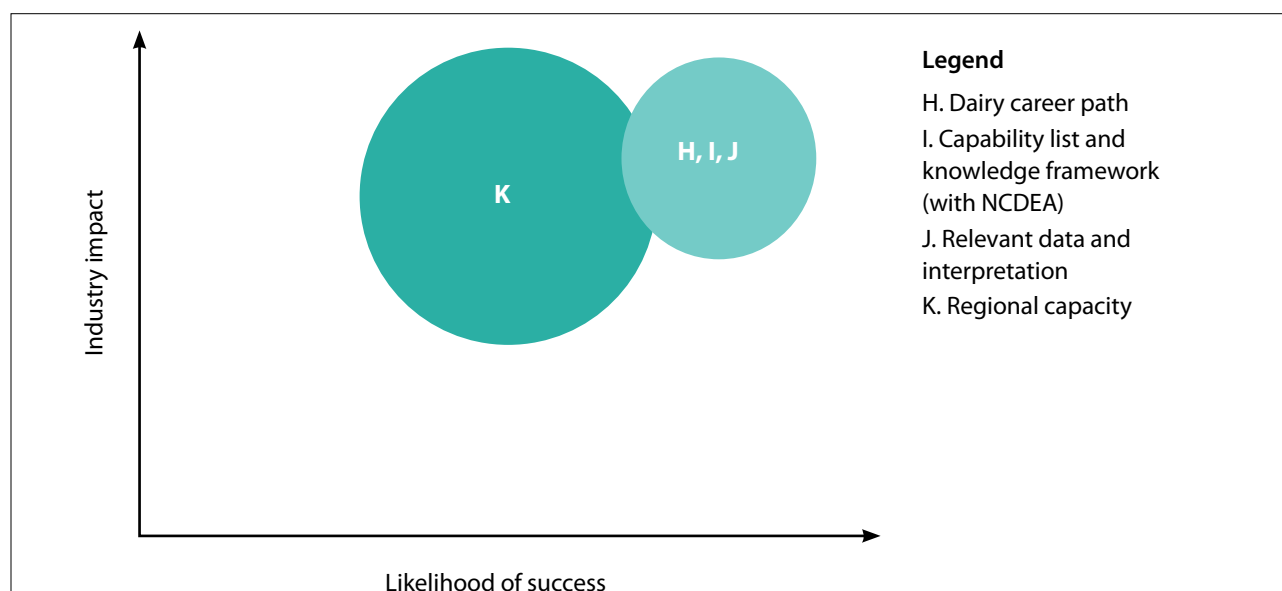 Industry impact
K
H, I, J
Likelihood of success
Legend
H. Dairy career path
I. Capability list and
knowledge framework
(with NCDEA)
J. Relevant data and
interpretation
K. Regional capacity